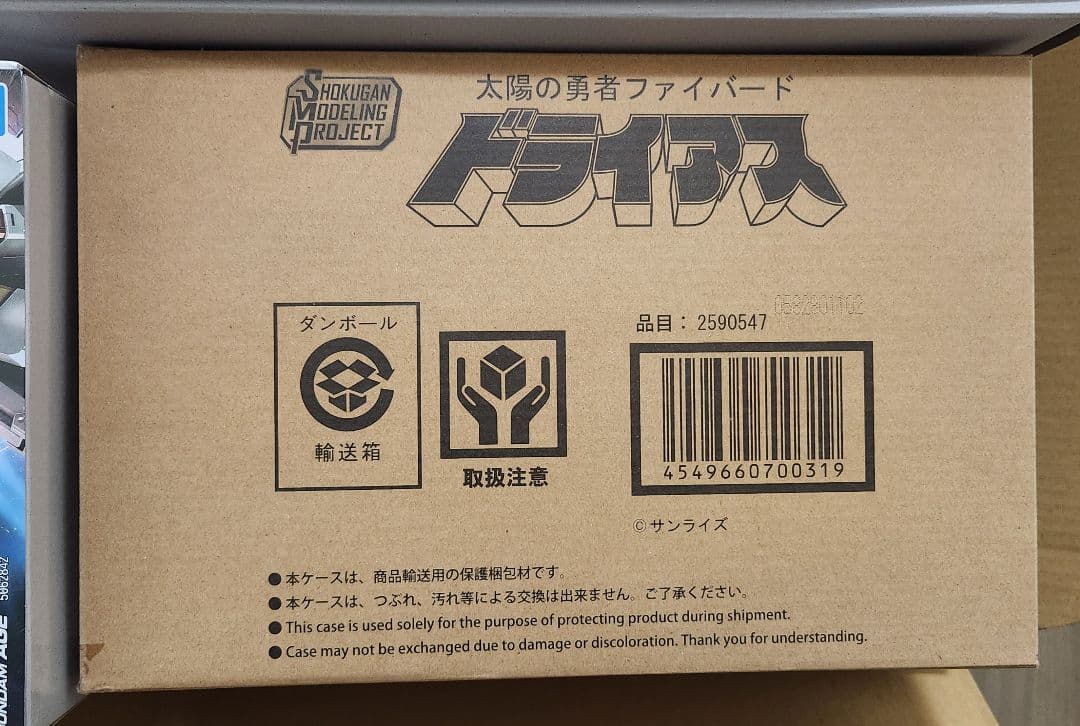 SHOKUGAN
MODELING
PROJECT
太陽の勇者ファイバード
ドライアス
0582801102
品目： 2590547
ダンボール
輸送箱
取扱注意
4549660700319
©サンライズ
●本ケースは、商品輸送用の保護梱包材です。
●本ケースは、つぶれ、汚れ等による交換は出来ません。ご了承ください。
●This case is used solely for the purpose of protecting product during shipment.
●Case may not be exchanged due to damage or discoloration. Thank you for understanding.
5062842
UNDAM AGE